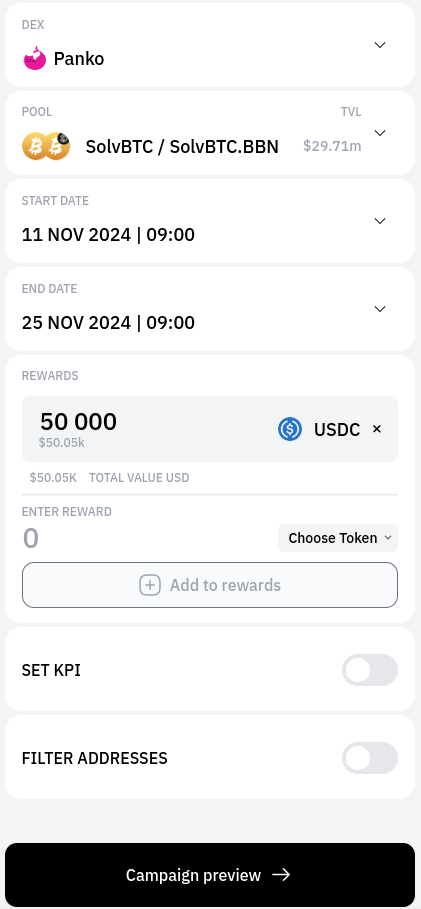 DEX
Panko
POOL
TVL
SolvBTC / SolvBTC.BBN
$29.71m
START DATE
11 NOV 2024 | 09:00
END DATE
25 NOV 2024 | 09:00
REWARDS
50 000
USDC ×
$50.05k
$50.05K TOTAL VALUE USD
ENTER REWARD
0
Choose Token
Add to rewards
SET KPI
FILTER ADDRESSES
Campaign preview →